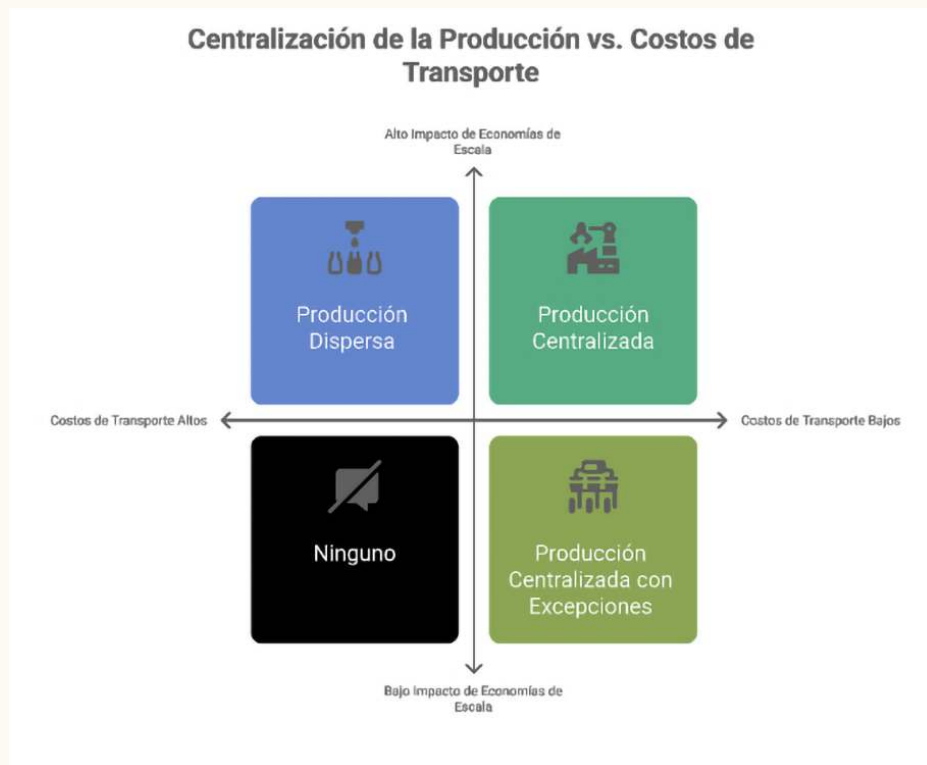 Centralización de la Producción vs. Costos de
Transporte
Alto Impacto de Economías de
Escala
Producción
Dispersa
Producción
Centralizada
Costos de Transporte Altos
Costos de Transporte Bajos
Ninguno
Producción
Centralizada con
Excepciones
Bajo Impacto de Economías de
Escala